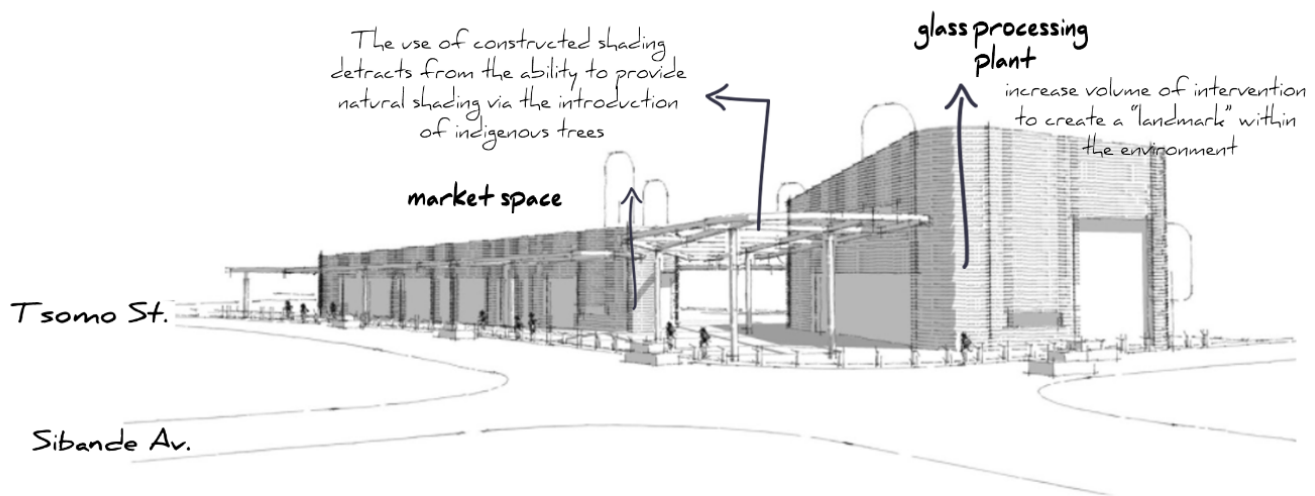 The use of constructed shading
detracts from the ability to provide
natural shading via the introduction
of indigenous trees
glass processing
plant
increase volume of intervention
to create a "landmark" within
the environment
market space
Tsomo St.
Sibande Av.